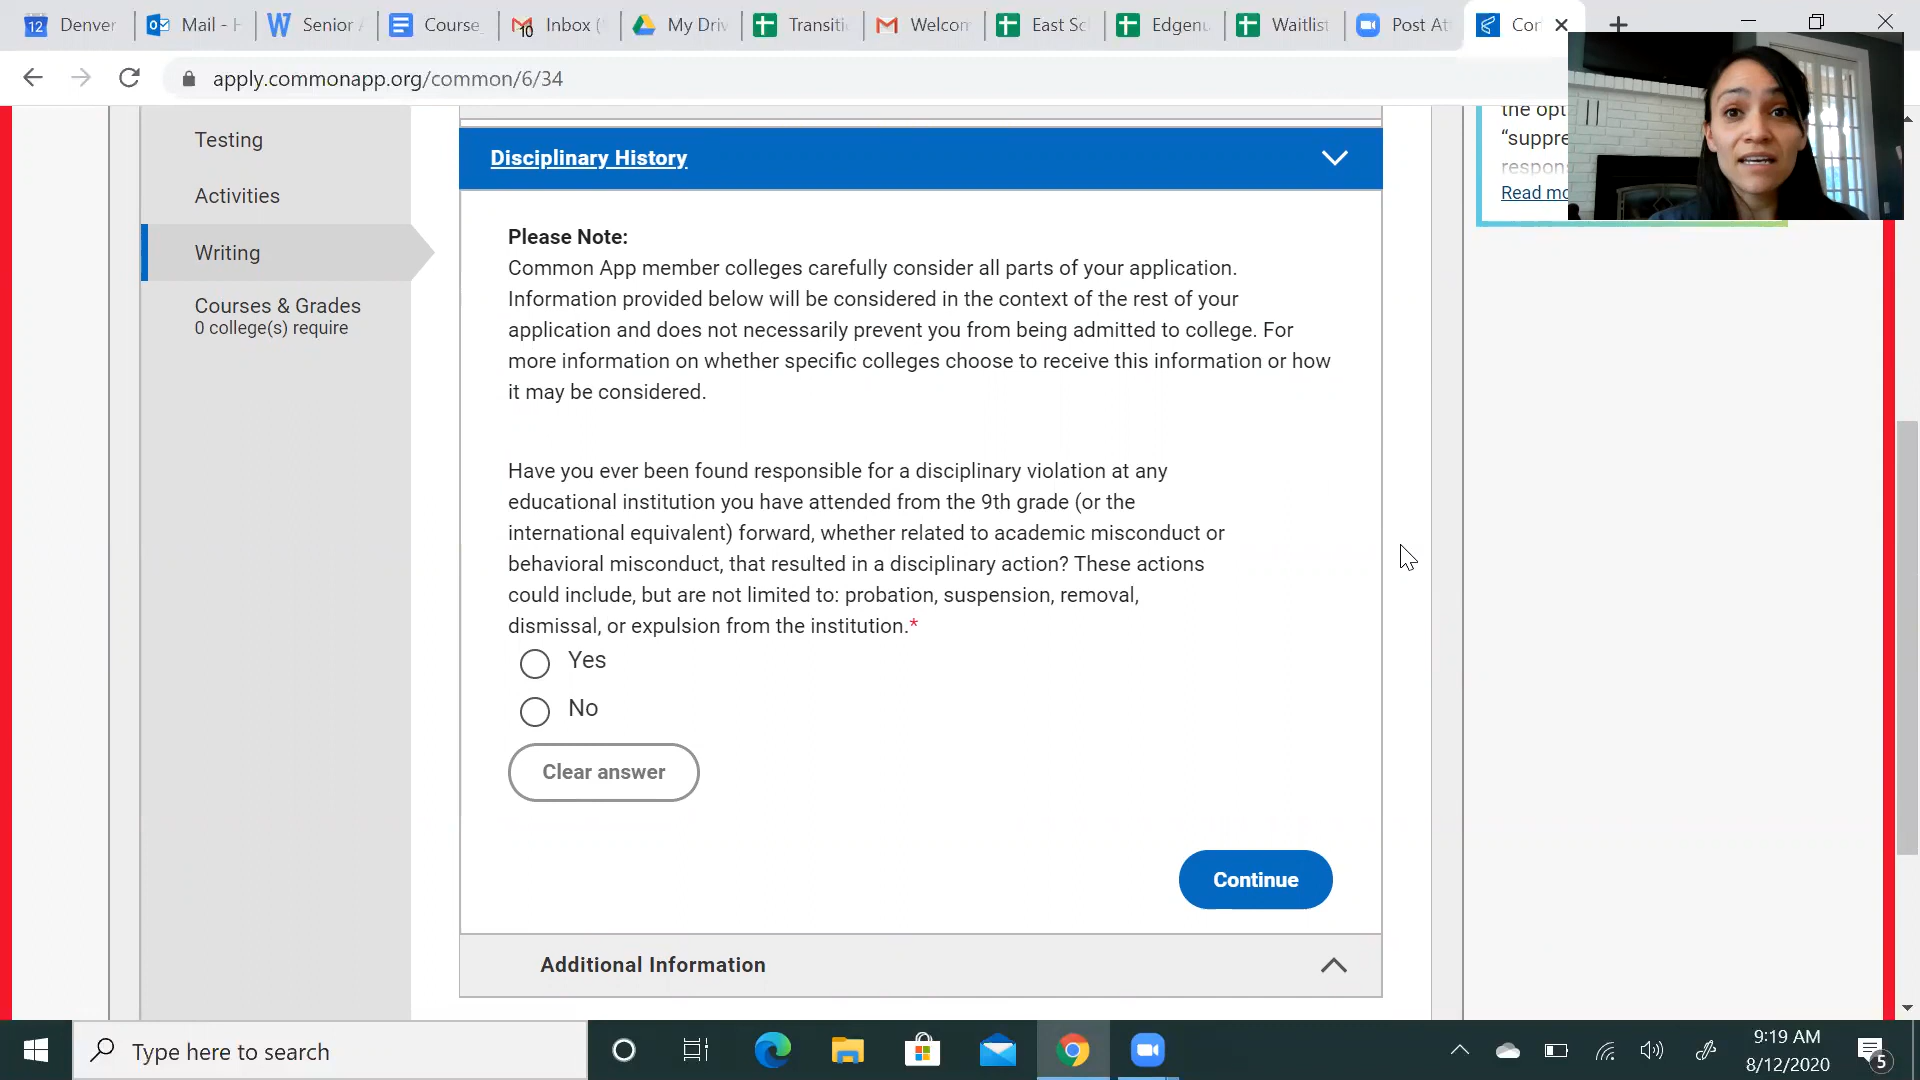 Denver
Mail - H
Senior A
Course
Inbox (
My Driv
Transiti
Welcom
East Sc
Edgenu
Waitlist
Post At
Con
apply.commonapp.org/common/6/34
Testing
Activities
Writing
Courses & Grades
0 college(s) require
Disciplinary History
Please Note:
Common App member colleges carefully consider all parts of your application.
Information provided below will be considered in the context of the rest of your
application and does not necessarily prevent you from being admitted to college. For
more information on whether specific colleges choose to receive this information or how
it may be considered.
Have you ever been found responsible for a disciplinary violation at any
educational institution you have attended from the 9th grade (or the
international equivalent) forward, whether related to academic misconduct or
behavioral misconduct, that resulted in a disciplinary action? These actions
could include, but are not limited to: probation, suspension, removal,
dismissal, or expulsion from the institution.*
Yes
No
Clear answer
Continue
Additional Information
the opt
“suppre
respons
Read mo
Type here to search
9:19 AM
8/12/2020
5